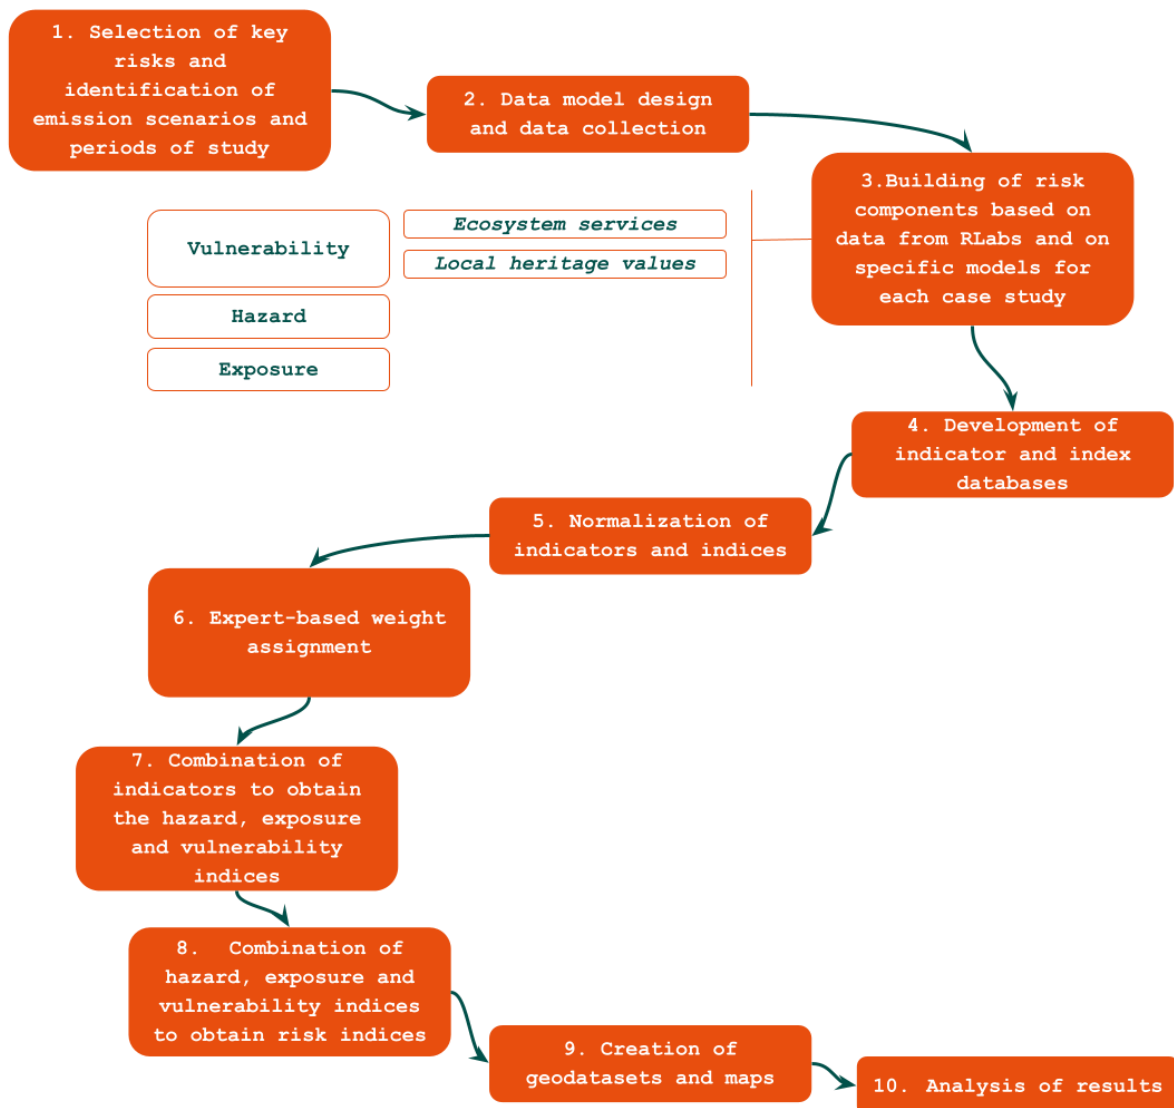 1. Selection of key
risks and
identification of
emission scenarios and
periods of study
2. Data model design
and data collection
3.Building of risk
components based on
data from RLabs and on
specific models for
each case study
Vulnerability
Ecosystem services
Local heritage values
Hazard
Exposure
4. Development of
indicator and index
databases
5. Normalization of
indicators and indices
6. Expert-based weight
assignment
7. Combination of
indicators to obtain
the hazard, exposure
and vulnerability
indices
8.  Combination of
hazard, exposure and
vulnerability indices
to obtain risk indices
9. Creation of
geodatasets and maps
10. Analysis of results